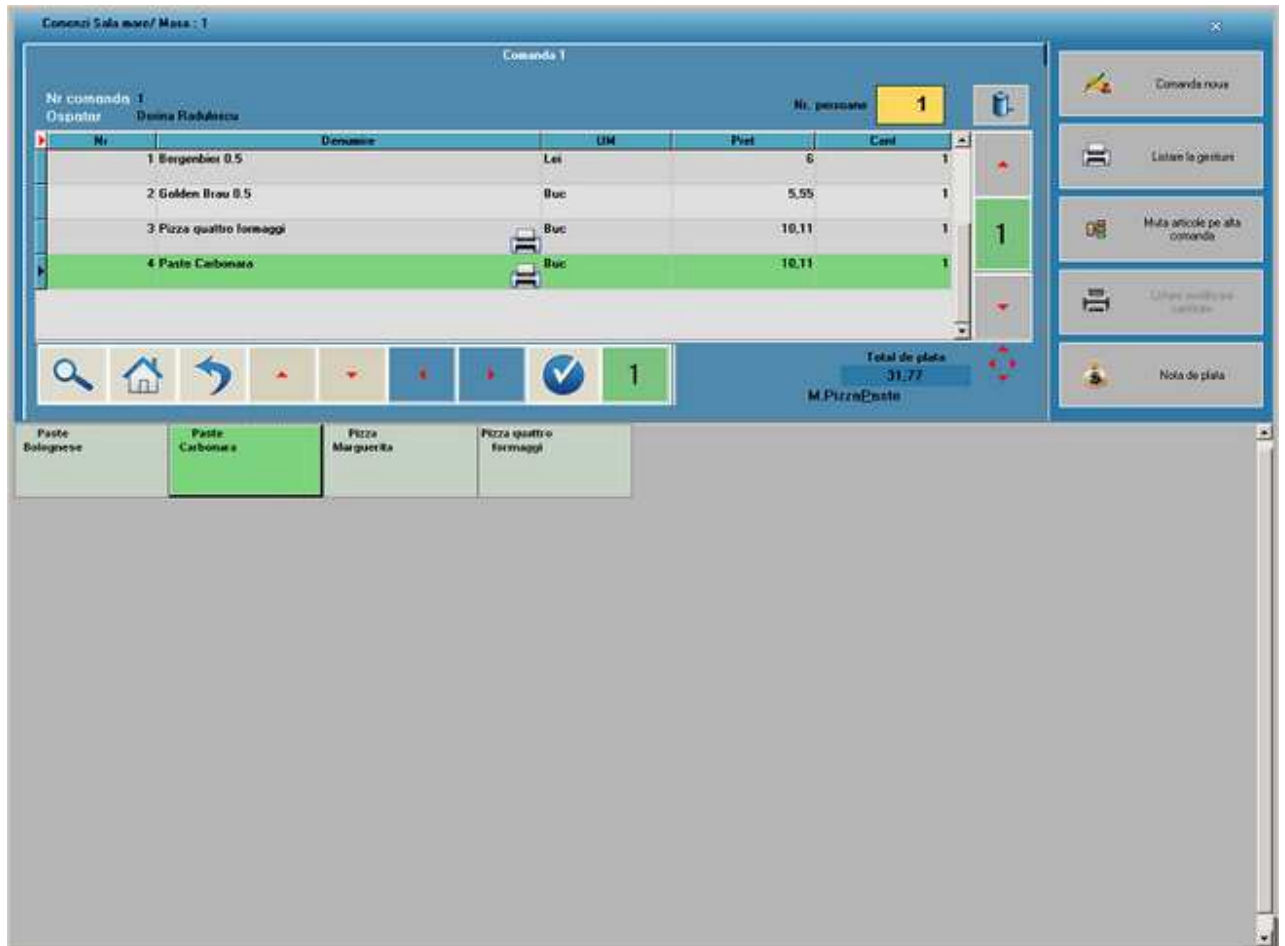 Comenzi Sala mare/ Masa : 1
Comanda 1
Nr comanda 1
Ospatar Dorina Radulescu
Nr. persoane 1
Nr Denumire UM Pret Cant
1 Bergenbier 0.5 Lei 6 1
2 Golden Brau 0.5 Buc 5,55 1
3 Pizza quattro formaggi Buc 10,11 1
4 Paste Carbonara Buc 10,11 1
1
1
Total de plata
31,77
M.PizzaPaste
Comanda noua
Listare la gestiuni
Muta articole pe alta
comanda
Nota de plata
Paste
Bolognese
Paste
Carbonara
Pizza
Marguerita
Pizza quattro
formaggi